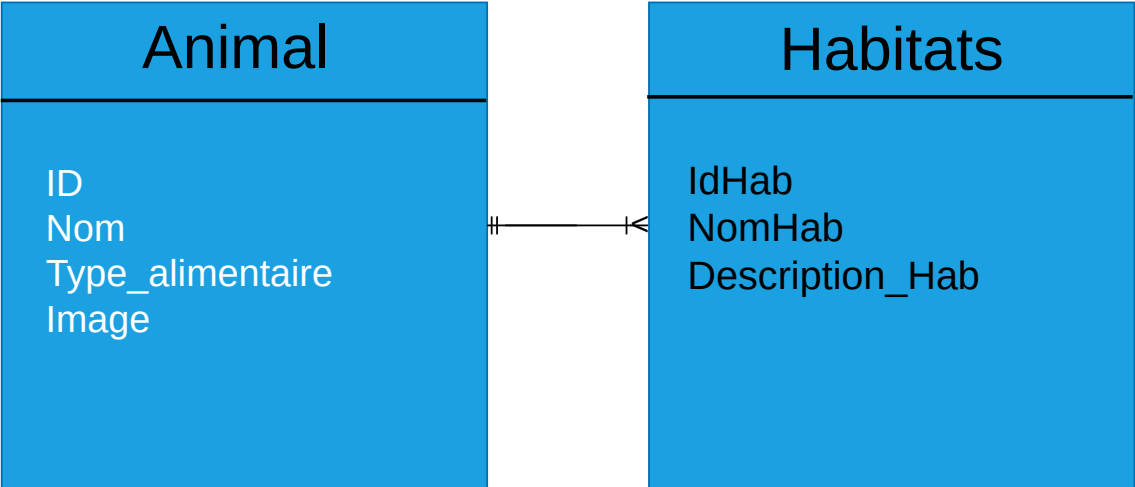 Animal
ID
Nom
Type_alimentaire
Image
Habitats
IdHab
NomHab
Description_Hab